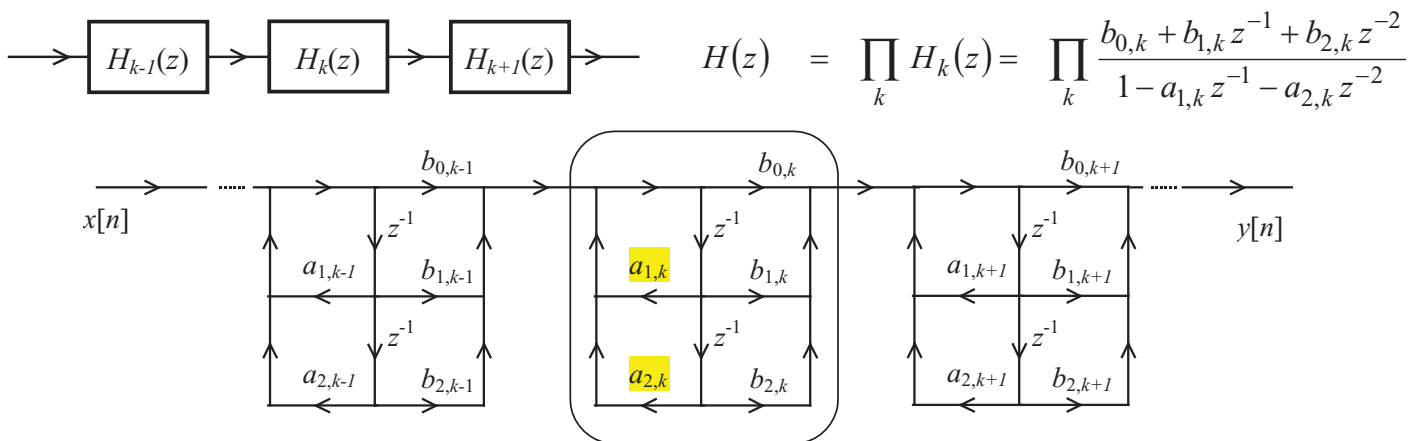 H_{k-1}(z) H_k(z) H_{k+1}(z) H(z) = ∏_k H_k(z) = ∏_k \frac{b_{0,k} + b_{1,k} z^{-1} + b_{2,k} z^{-2}}{1 - a_{1,k} z^{-1} - a_{2,k} z^{-2}}
b_{0,k-1} b_{0,k} b_{0,k+1}
x[n] z^{-1} z^{-1} z^{-1} y[n]
a_{1,k-1} b_{1,k-1} a_{1,k} b_{1,k} a_{1,k+1} b_{1,k+1}
z^{-1} z^{-1} z^{-1}
a_{2,k-1} b_{2,k-1} a_{2,k} b_{2,k} a_{2,k+1} b_{2,k+1}